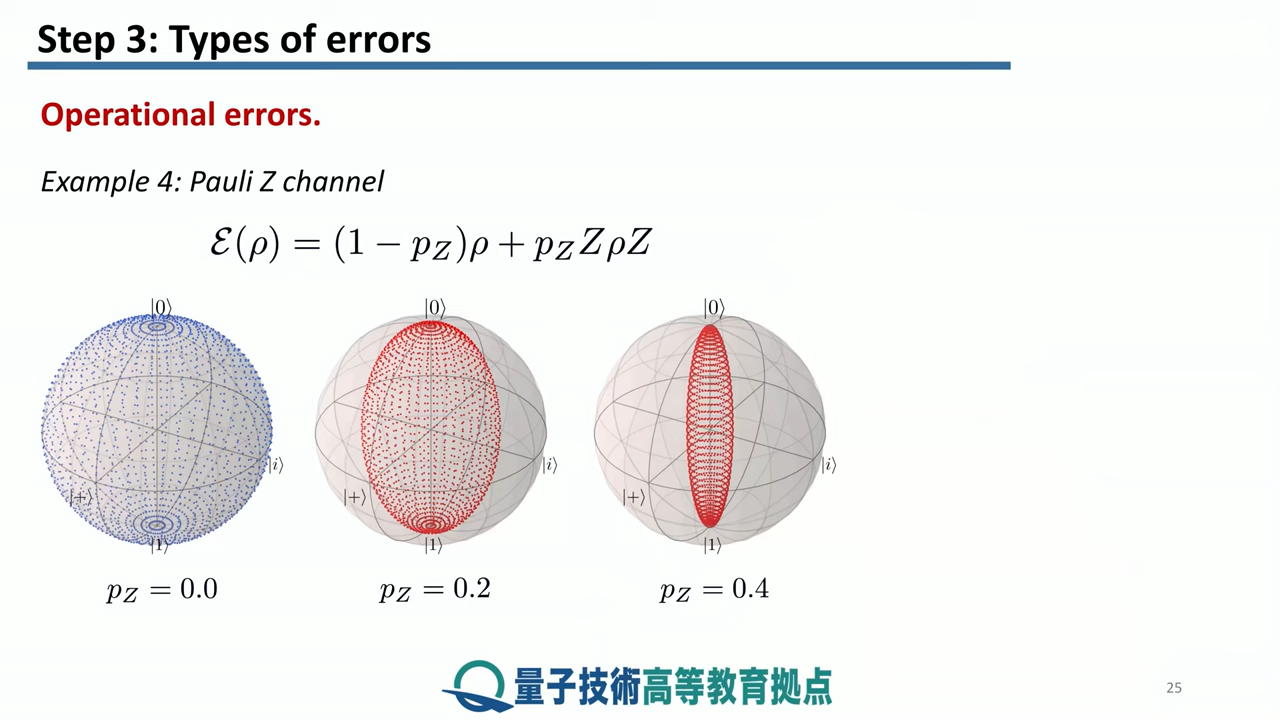 Step 3: Types of errors
Operational errors.
Example 4: Pauli Z channel
ℰ(ρ) = (1 − p_Z)ρ + p_Z ZρZ
|0⟩ |0⟩ |0⟩
|i⟩ |i⟩ |i⟩
|+⟩ |+⟩ |+⟩
|1⟩ |1⟩ |1⟩
p_Z = 0.0 p_Z = 0.2 p_Z = 0.4
量子技術高等教育拠点
25